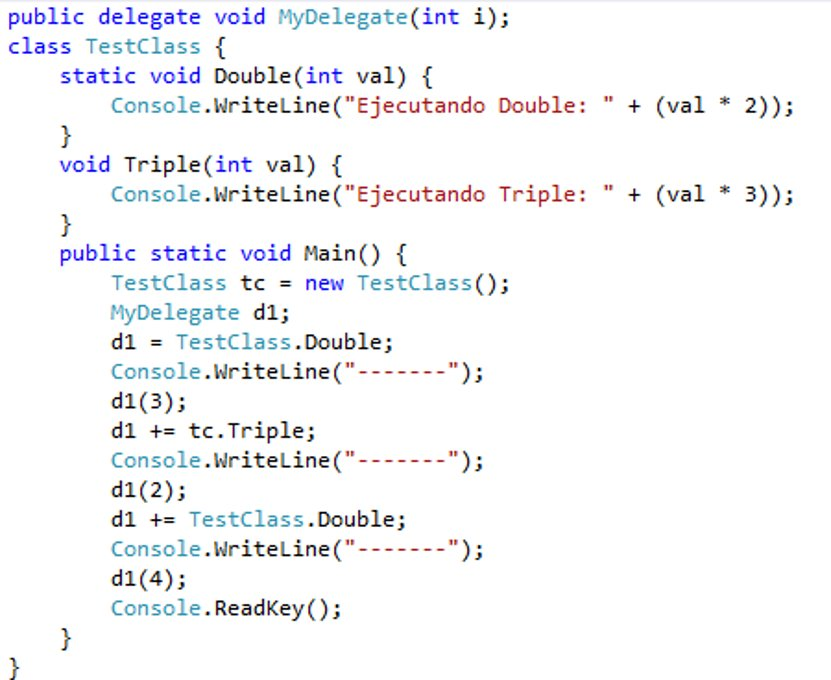 public delegate void MyDelegate(int i);
class TestClass {
    static void Double(int val) {
        Console.WriteLine("Ejecutando Double: " + (val * 2));
    }
    void Triple(int val) {
        Console.WriteLine("Ejecutando Triple: " + (val * 3));
    }
    public static void Main() {
        TestClass tc = new TestClass();
        MyDelegate d1;
        d1 = TestClass.Double;
        Console.WriteLine("-------");
        d1(3);
        d1 += tc.Triple;
        Console.WriteLine("-------");
        d1(2);
        d1 += TestClass.Double;
        Console.WriteLine("-------");
        d1(4);
        Console.ReadKey();
    }
}